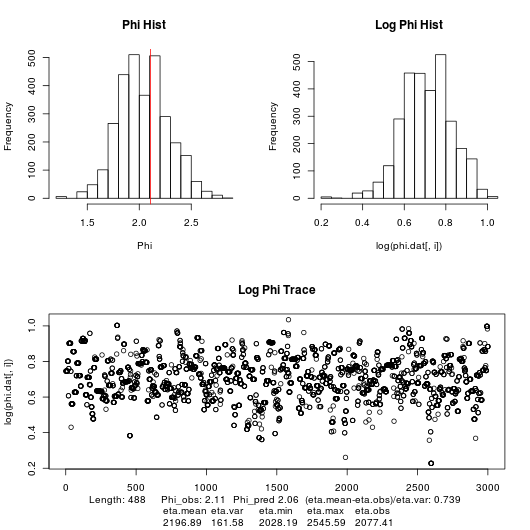 Phi Hist
Log Phi Hist
Frequency
0 100 200 300 400 500
1.5 2.0 2.5
Phi
Frequency
0 100 200 300 400 500
0.2 0.4 0.6 0.8 1.0
log(phi.dat[, i])
Log Phi Trace
log(phi.dat[, i])
0.2 0.4 0.6 0.8 1.0
0 500 1000 1500 2000 2500 3000
Length: 488 Phi_obs: 2.11 Phi_pred 2.06 (eta.mean-eta.obs)/eta.var: 0.739
eta.mean eta.var eta.min eta.max eta.obs
2196.89 161.58 2028.19 2545.59 2077.41